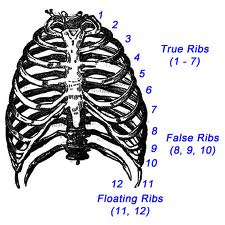 1
2
3
4
True Ribs
(1 - 7)
5
6
7
8
False Ribs
(8, 9, 10)
9
10
12
11
Floating Ribs
(11, 12)